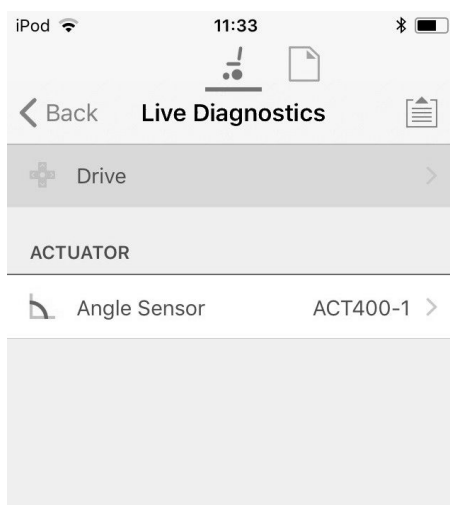 iPod 11:33
Back Live Diagnostics
Drive
ACTUATOR
Angle Sensor ACT400-1